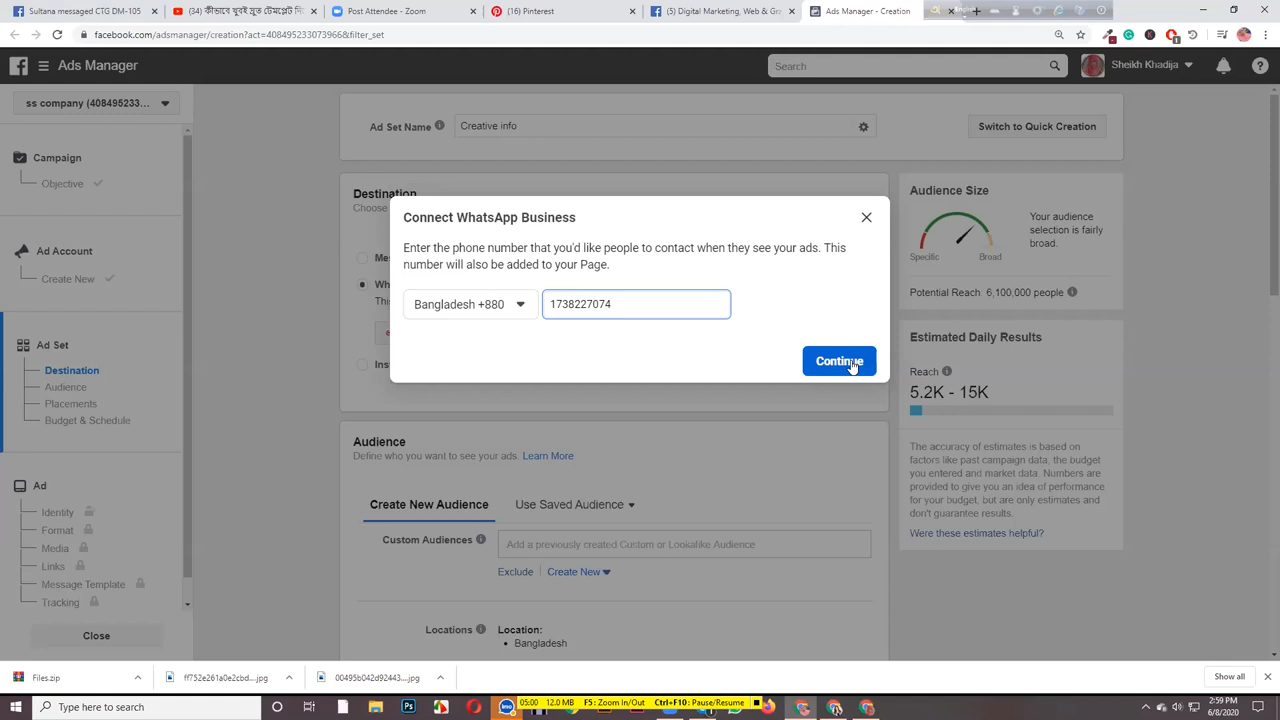 Sultana messaged CTG DM-105
(34) কীভাবে খুবই দ্রুত টেমপ্লেট
Post Attendee - Zoom
(16) Pinterest
(5) Digital Marketing, Web & Gr
Ads Manager - Creation
facebook.com/adsmanager/creation?act=408495233073966&filter_set
Ads Manager
Search
Sheikh Khadija
ss company (408495233...
Ad Set Name
Creative info
Switch to Quick Creation
Campaign
Objective
Ad Account
Create New
Ad Set
Destination
Audience
Placements
Budget & Schedule
Ad
Identity
Format
Media
Links
Message Template
Tracking
Close
Destination
Connect WhatsApp Business
Enter the phone number that you'd like people to contact when they see your ads. This
number will also be added to your Page.
Bangladesh +880
1738227074
Continue
Audience
Define who you want to see your ads. Learn More
Create New Audience
Use Saved Audience
Custom Audiences
Add a previously created Custom or Lookalike Audience
Exclude
Create New
Locations
Location:
• Bangladesh
Audience Size
Your audience
selection is fairly
broad.
Specific
Broad
Potential Reach 6,100,000 people
Estimated Daily Results
Reach
5.2K - 15K
The accuracy of estimates is based on
factors like past campaign data, the budget
you entered and market data. Numbers are
provided to give you an idea of performance
for your budget, but are only estimates and
don't guarantee results.
Were these estimates helpful?
Files.zip
ff752e261a0e2cbd....jpg
00495b042d92443....jpg
Show all
Type here to search
05:00 12.0 MB F5: Zoom In/Out Ctrl+F10: Pause/Resume
2:59 PM
6/8/2020